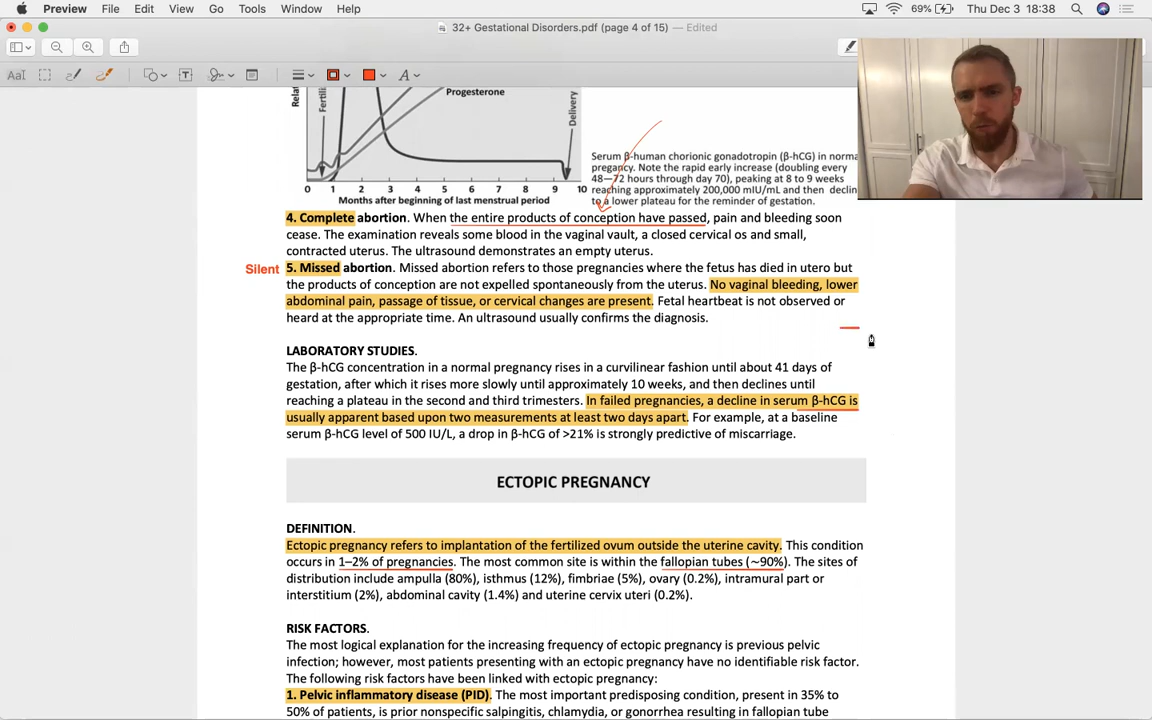 Preview File Edit View Go Tools Window Help 69% Thu Dec 3 18:38
32+ Gestational Disorders.pdf (page 4 of 15) — Edited
AaI T A
Progesterone
Delivery
0 1 2 3 4 5 6 7 8 9 10
Months after beginning of last menstrual period
Serum β-human chorionic gonadotropin (β-hCG) in norma
pregancy. Note the rapid early increase (doubling every
48—72 hours through day 70), peaking at 8 to 9 weeks
reaching approximately 200,000 mIU/mL and then declin
to a lower plateau for the reminder of gestation.
4. Complete abortion. When the entire products of conception have passed, pain and bleeding soon
cease. The examination reveals some blood in the vaginal vault, a closed cervical os and small,
contracted uterus. The ultrasound demonstrates an empty uterus.
Silent 5. Missed abortion. Missed abortion refers to those pregnancies where the fetus has died in utero but
the products of conception are not expelled spontaneously from the uterus. No vaginal bleeding, lower
abdominal pain, passage of tissue, or cervical changes are present. Fetal heartbeat is not observed or
heard at the appropriate time. An ultrasound usually confirms the diagnosis.
LABORATORY STUDIES.
The β-hCG concentration in a normal pregnancy rises in a curvilinear fashion until about 41 days of
gestation, after which it rises more slowly until approximately 10 weeks, and then declines until
reaching a plateau in the second and third trimesters. In failed pregnancies, a decline in serum β-hCG is
usually apparent based upon two measurements at least two days apart. For example, at a baseline
serum β-hCG level of 500 IU/L, a drop in β-hCG of >21% is strongly predictive of miscarriage.
ECTOPIC PREGNANCY
DEFINITION.
Ectopic pregnancy refers to implantation of the fertilized ovum outside the uterine cavity. This condition
occurs in 1–2% of pregnancies. The most common site is within the fallopian tubes (~90%). The sites of
distribution include ampulla (80%), isthmus (12%), fimbriae (5%), ovary (0.2%), intramural part or
interstitium (2%), abdominal cavity (1.4%) and uterine cervix uteri (0.2%).
RISK FACTORS.
The most logical explanation for the increasing frequency of ectopic pregnancy is previous pelvic
infection; however, most patients presenting with an ectopic pregnancy have no identifiable risk factor.
The following risk factors have been linked with ectopic pregnancy:
1. Pelvic inflammatory disease (PID). The most important predisposing condition, present in 35% to
50% of patients, is prior nonspecific salpingitis, chlamydia, or gonorrhea resulting in fallopian tube